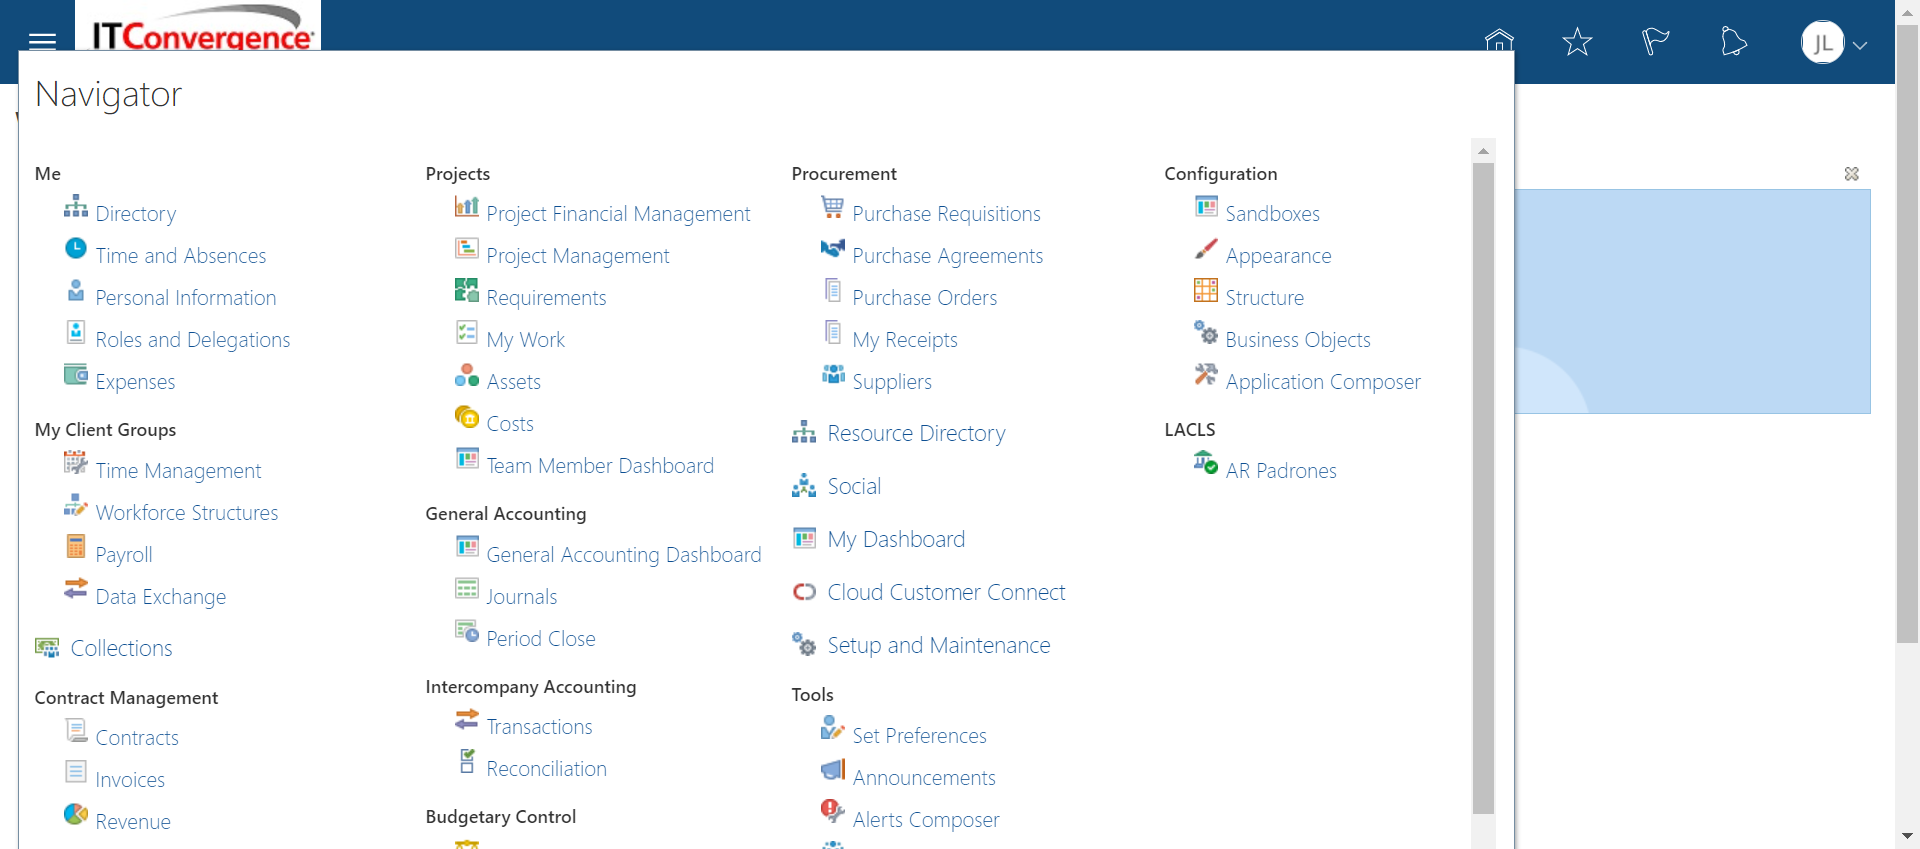 ITConvergence
JL
Navigator
Me
Directory
Time and Absences
Personal Information
Roles and Delegations
Expenses
My Client Groups
Time Management
Workforce Structures
Payroll
Data Exchange
Collections
Contract Management
Contracts
Invoices
Revenue
Projects
Project Financial Management
Project Management
Requirements
My Work
Assets
Costs
Team Member Dashboard
General Accounting
General Accounting Dashboard
Journals
Period Close
Intercompany Accounting
Transactions
Reconciliation
Budgetary Control
Procurement
Purchase Requisitions
Purchase Agreements
Purchase Orders
My Receipts
Suppliers
Resource Directory
Social
My Dashboard
Cloud Customer Connect
Setup and Maintenance
Tools
Set Preferences
Announcements
Alerts Composer
Configuration
Sandboxes
Appearance
Structure
Business Objects
Application Composer
LACLS
AR Padrones